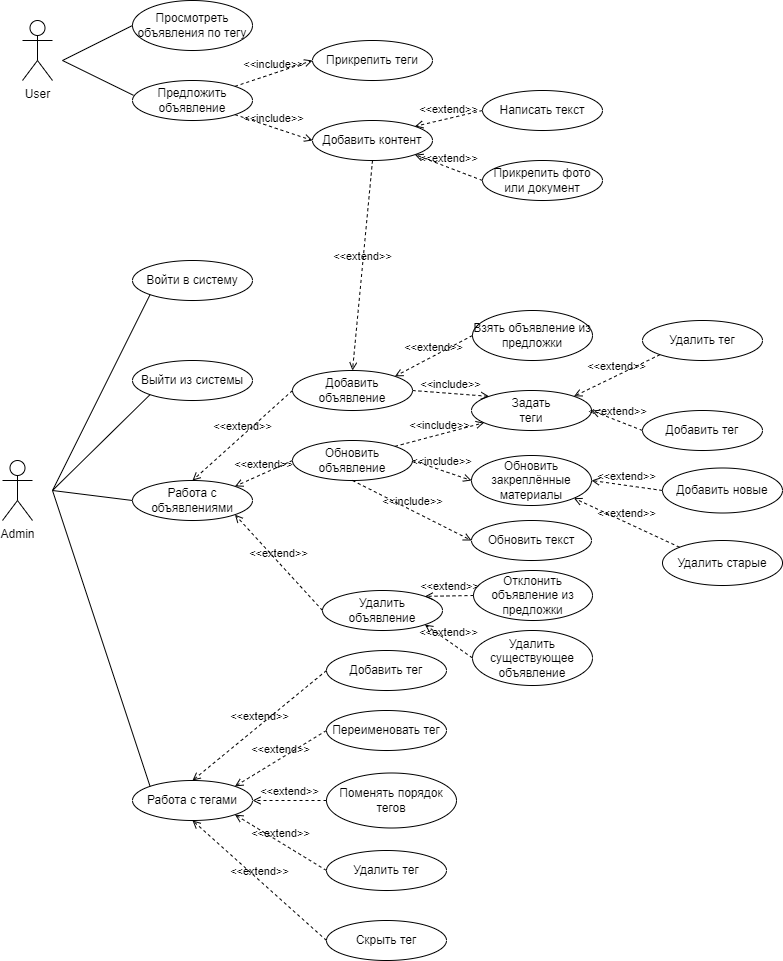 Просмотреть
объявления по тегу
User
Предложить
объявление
<<include>>
Прикрепить теги
<<include>>
Добавить контент
<<extend>>
Написать текст
<<extend>>
Прикрепить фото
или документ
<<extend>>
Войти в систему
Выйти из системы
Admin
Работа с
объявлениями
<<extend>>
Добавить
объявление
<<extend>>
Взять объявление из
предложки
<<include>>
Задать
теги
<<extend>>
Удалить тег
<<extend>>
Добавить тег
<<extend>>
Обновить
объявление
<<include>>
<<include>>
Обновить
закреплённые
материалы
<<extend>>
Добавить новые
<<extend>>
Удалить старые
<<include>>
Обновить текст
<<extend>>
Удалить
объявление
<<extend>>
Отклонить
объявление из
предложки
<<extend>>
Удалить
существующее
объявление
Работа с тегами
<<extend>>
Добавить тег
<<extend>>
Переименовать тег
<<extend>>
Поменять порядок
тегов
<<extend>>
Удалить тег
<<extend>>
Скрыть тег